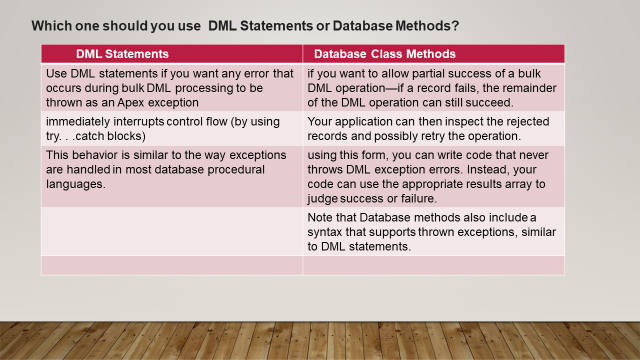 Which one should you use DML Statements or Database Methods?
DML Statements
Database Class Methods
Use DML statements if you want any error that
occurs during bulk DML processing to be
thrown as an Apex exception
if you want to allow partial success of a bulk
DML operation—if a record fails, the remainder
of the DML operation can still succeed.
immediately interrupts control flow (by using
try. . .catch blocks)
Your application can then inspect the rejected
records and possibly retry the operation.
This behavior is similar to the way exceptions
are handled in most database procedural
languages.
using this form, you can write code that never
throws DML exception errors. Instead, your
code can use the appropriate results array to
judge success or failure.
Note that Database methods also include a
syntax that supports thrown exceptions, similar
to DML statements.